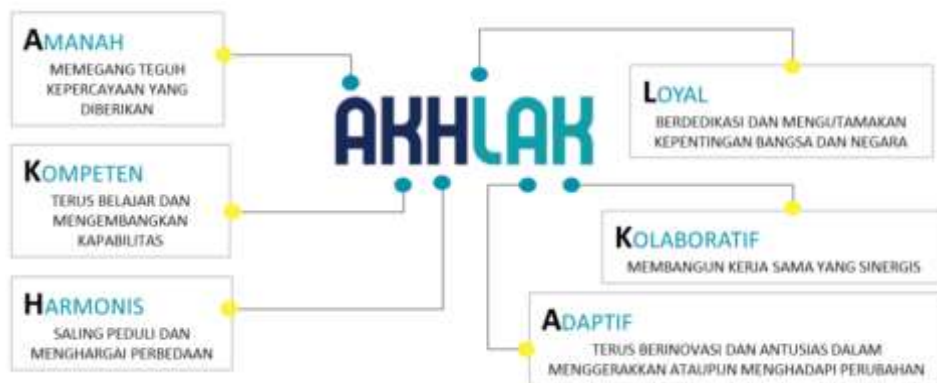 AMANAH
MEMEGANG TEGUH
KEPERCAYAAN YANG
DIBERIKAN
KOMPETEN
TERUS BELAJAR DAN
MENGEMBANGKAN
KAPABILITAS
HARMONIS
SALING PEDULI DAN
MENGHARGAI PERBEDAAN
AKHLAK
LOYAL
BERDEDIKASI DAN MENGUTAMAKAN
KEPENTINGAN BANGSA DAN NEGARA
KOLABORATIF
MEMBANGUN KERJA SAMA YANG SINERGIS
ADAPTIF
TERUS BERINOVASI DAN ANTUSIAS DALAM
MENGGERAKKAN ATAUPUN MENGHADAPI PERUBAHAN